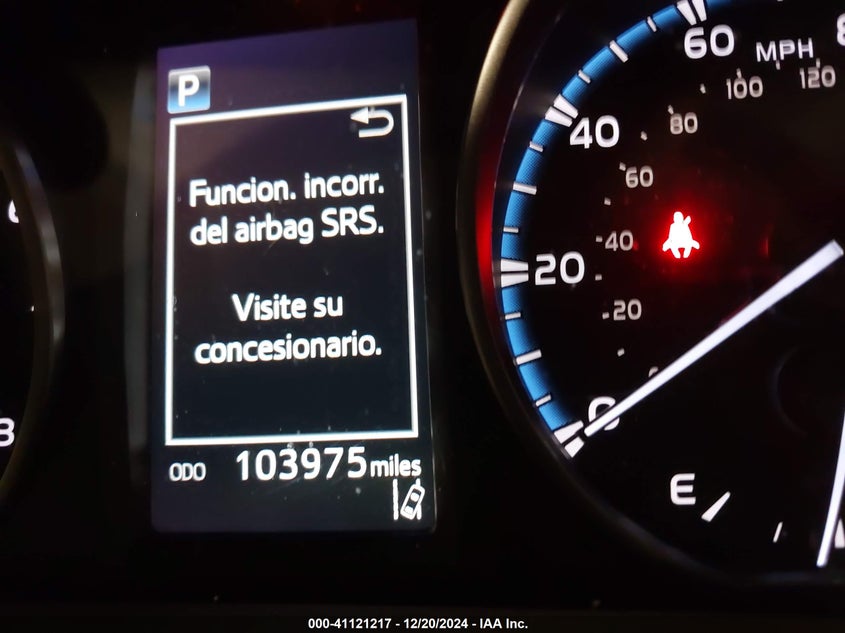 P
Funcion. incorr.
del airbag SRS.
Visite su
concesionario.
ODO 103975 miles
60 MPH
100 120
40 80
60
40
20
20
0
E
000-41121217 - 12/20/2024 - IAA Inc.